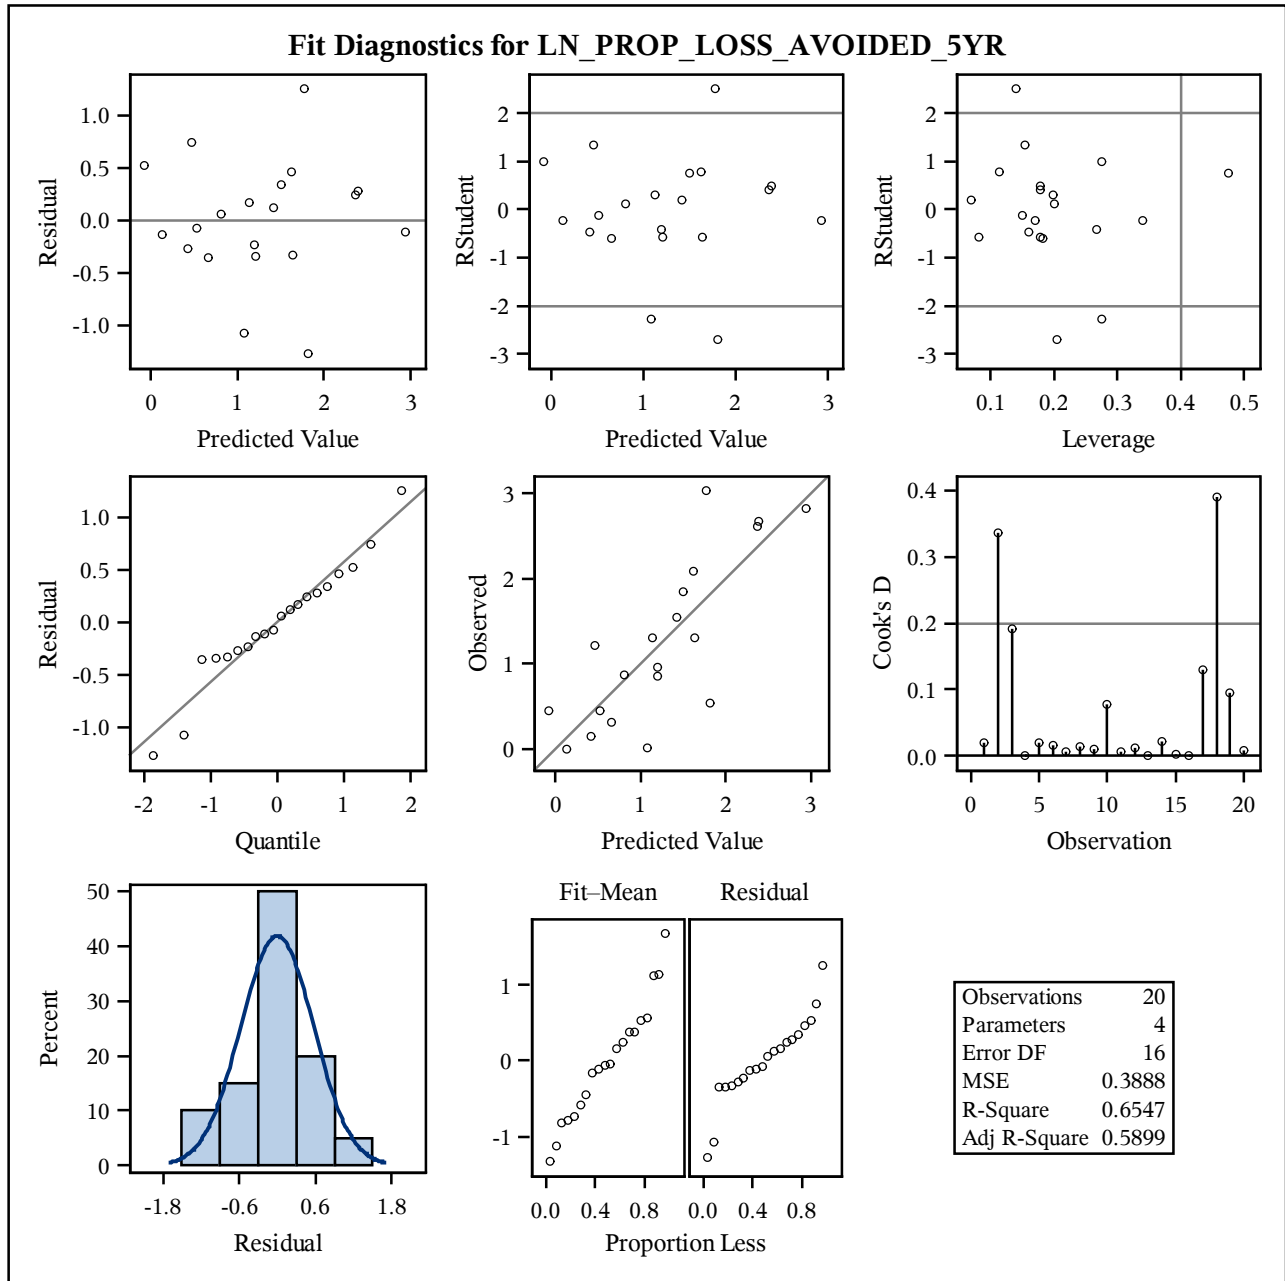 Fit Diagnostics for LN_PROP_LOSS_AVOIDED_5YR
1.0
0.5
0.0
-0.5
-1.0
Residual
0 1 2 3
Predicted Value
2
1
0
-1
-2
-3
RStudent
0 1 2 3
Predicted Value
2
1
0
-1
-2
-3
RStudent
0.1 0.2 0.3 0.4 0.5
Leverage
1.0
0.5
0.0
-0.5
-1.0
Residual
-2 -1 0 1 2
Quantile
3
2
1
0
Observed
0 1 2 3
Predicted Value
0.4
0.3
0.2
0.1
0.0
Cook's D
0 5 10 15 20
Observation
50
40
30
20
10
0
Percent
-1.8 -0.6 0.6 1.8
Residual
Fit–Mean Residual
1
0
-1
0.0 0.4 0.8 0.0 0.4 0.8
Proportion Less
Observations 20
Parameters 4
Error DF 16
MSE 0.3888
R-Square 0.6547
Adj R-Square 0.5899